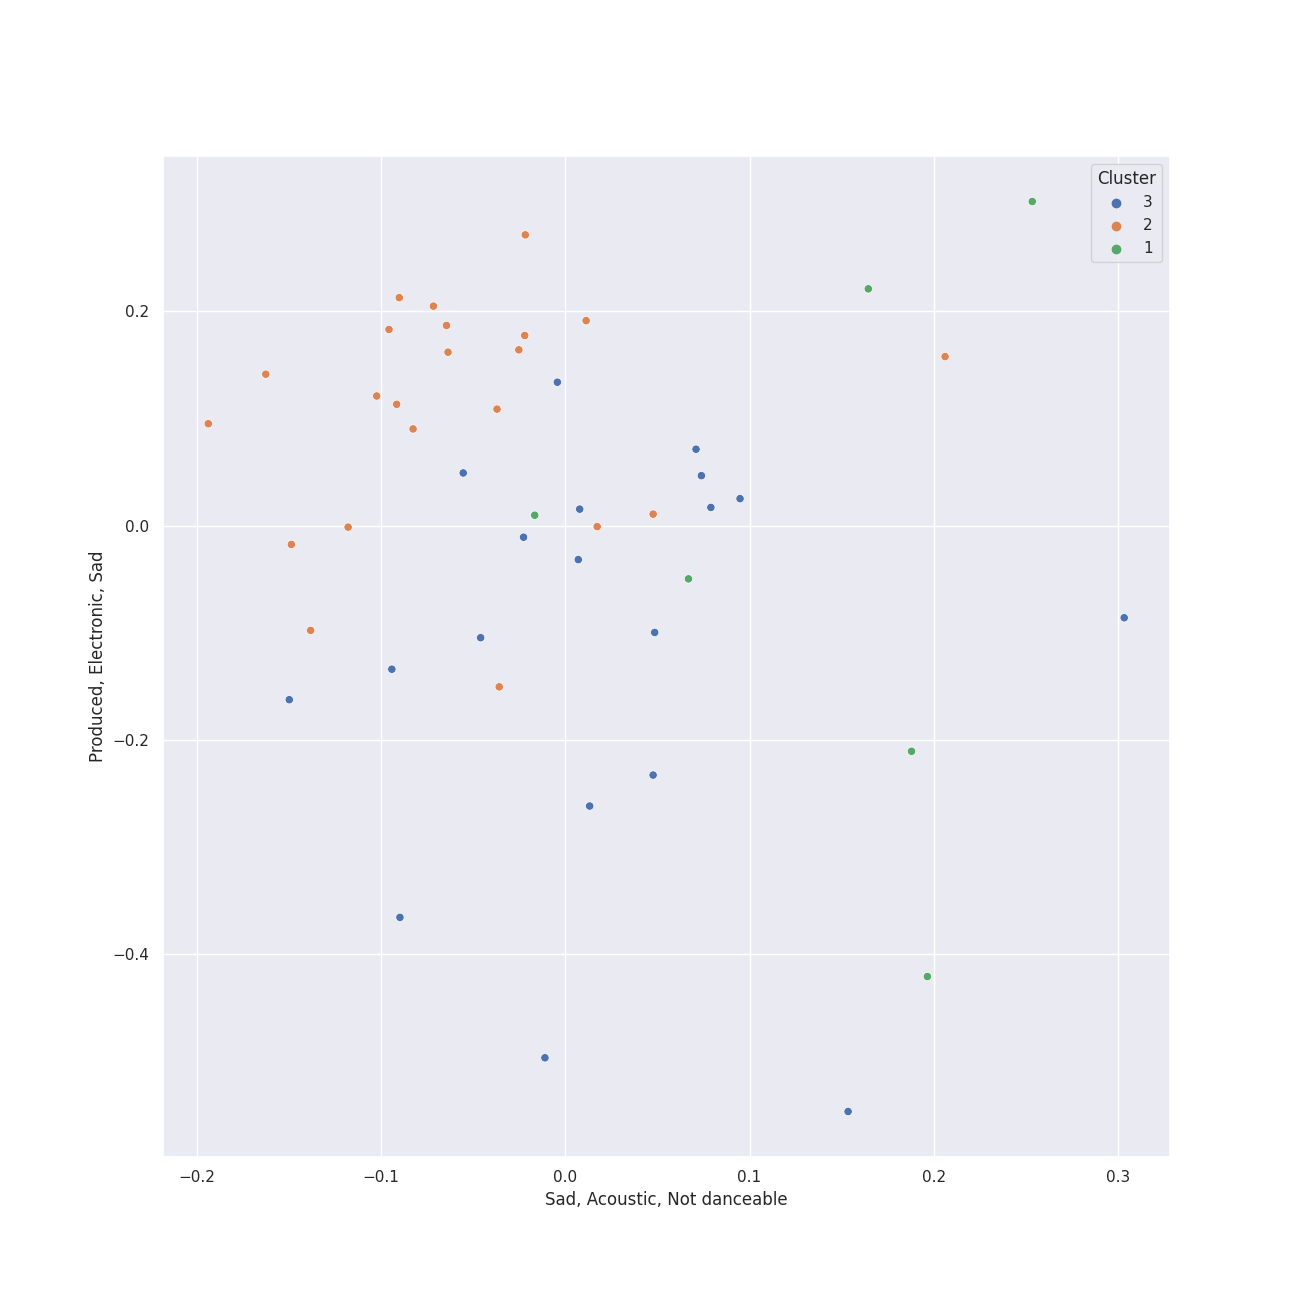 Cluster
3
2
1
0.2
0.0
−0.2
−0.4
Produced, Electronic, Sad
−0.2 −0.1 0.0 0.1 0.2 0.3
Sad, Acoustic, Not danceable